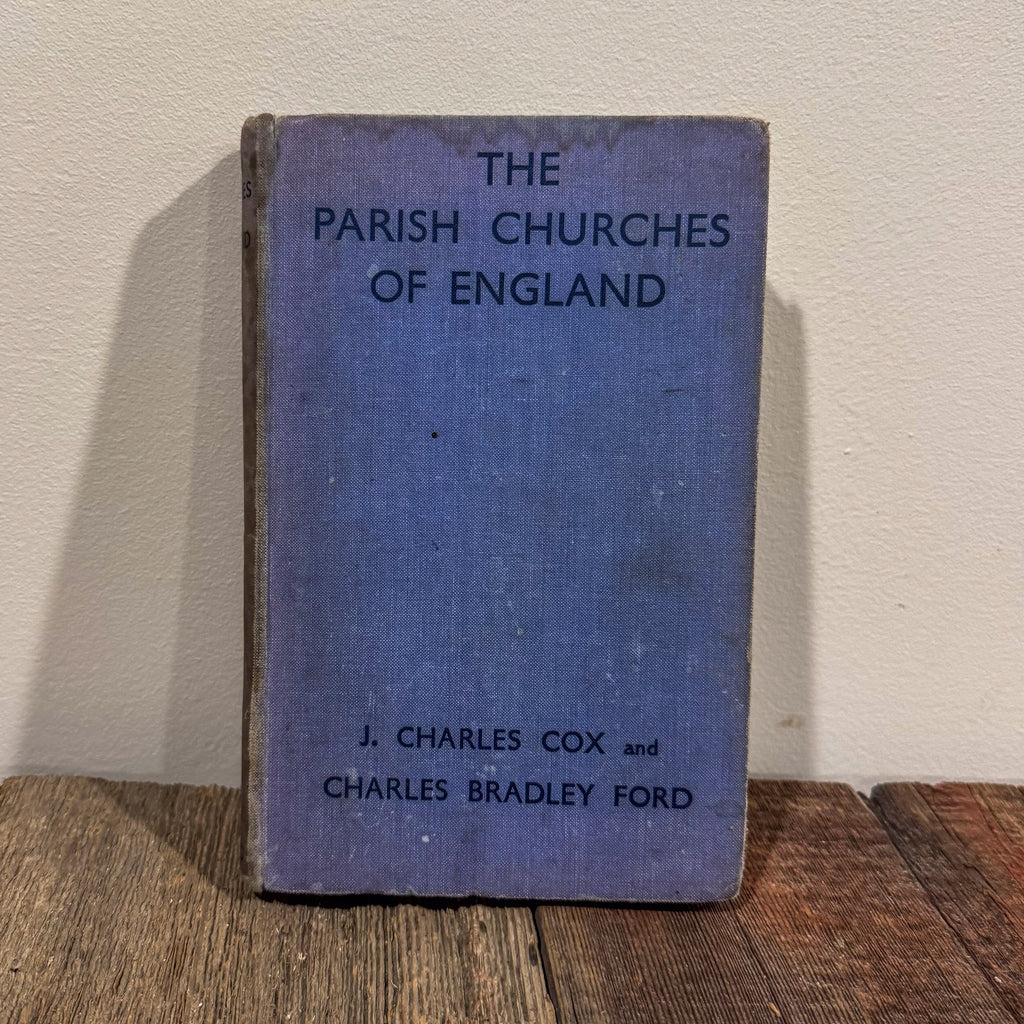 THE
PARISH CHURCHES
OF ENGLAND
J. CHARLES COX and
CHARLES BRADLEY FORD